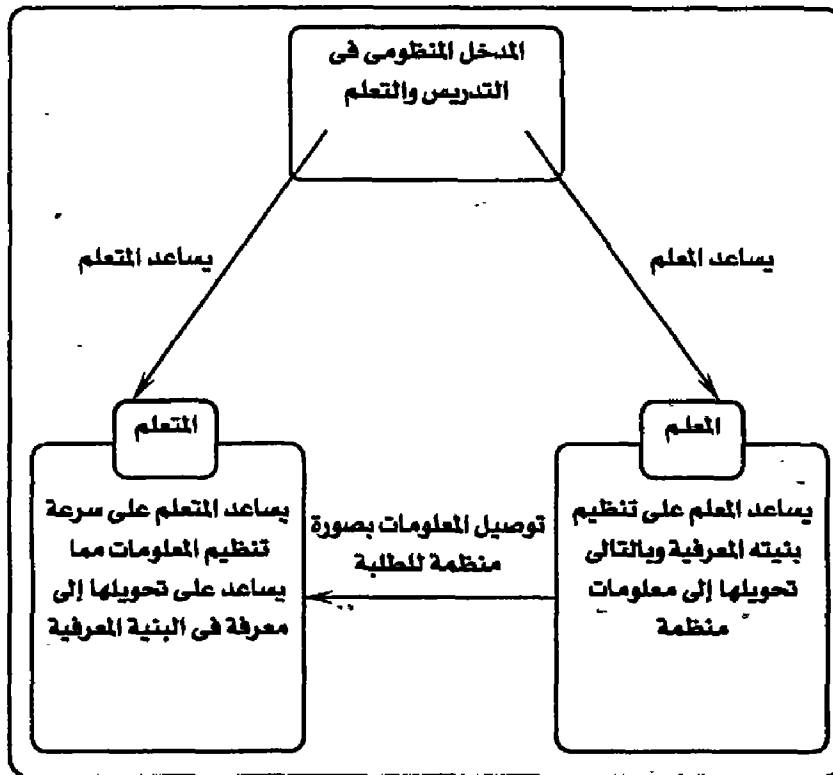 المدخل المنظومى فى
التدريس والتعلم
يساعد المعلم
يساعد المتعلم
المعلم
يساعد المعلم على تنظيم
بنيته المعرفية وبالتالى
تحويلها إلى معلومات
منظمة
توصيل المعلومات بصورة
منظمة للطلبة
المتعلم
يساعد المتعلم على سرعة
تنظيم المعلومات مما
يساعد على تحويلها إلى
معرفة فى البنية المعرفية